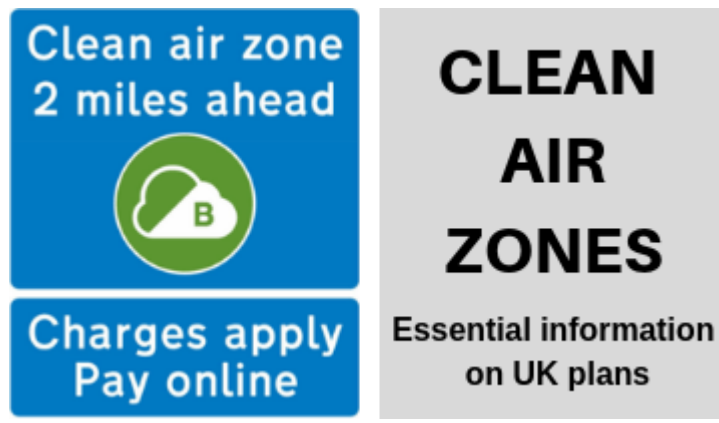 Clean air zone
2 miles ahead
B
Charges apply
Pay online
CLEAN
AIR
ZONES
Essential information
on UK plans